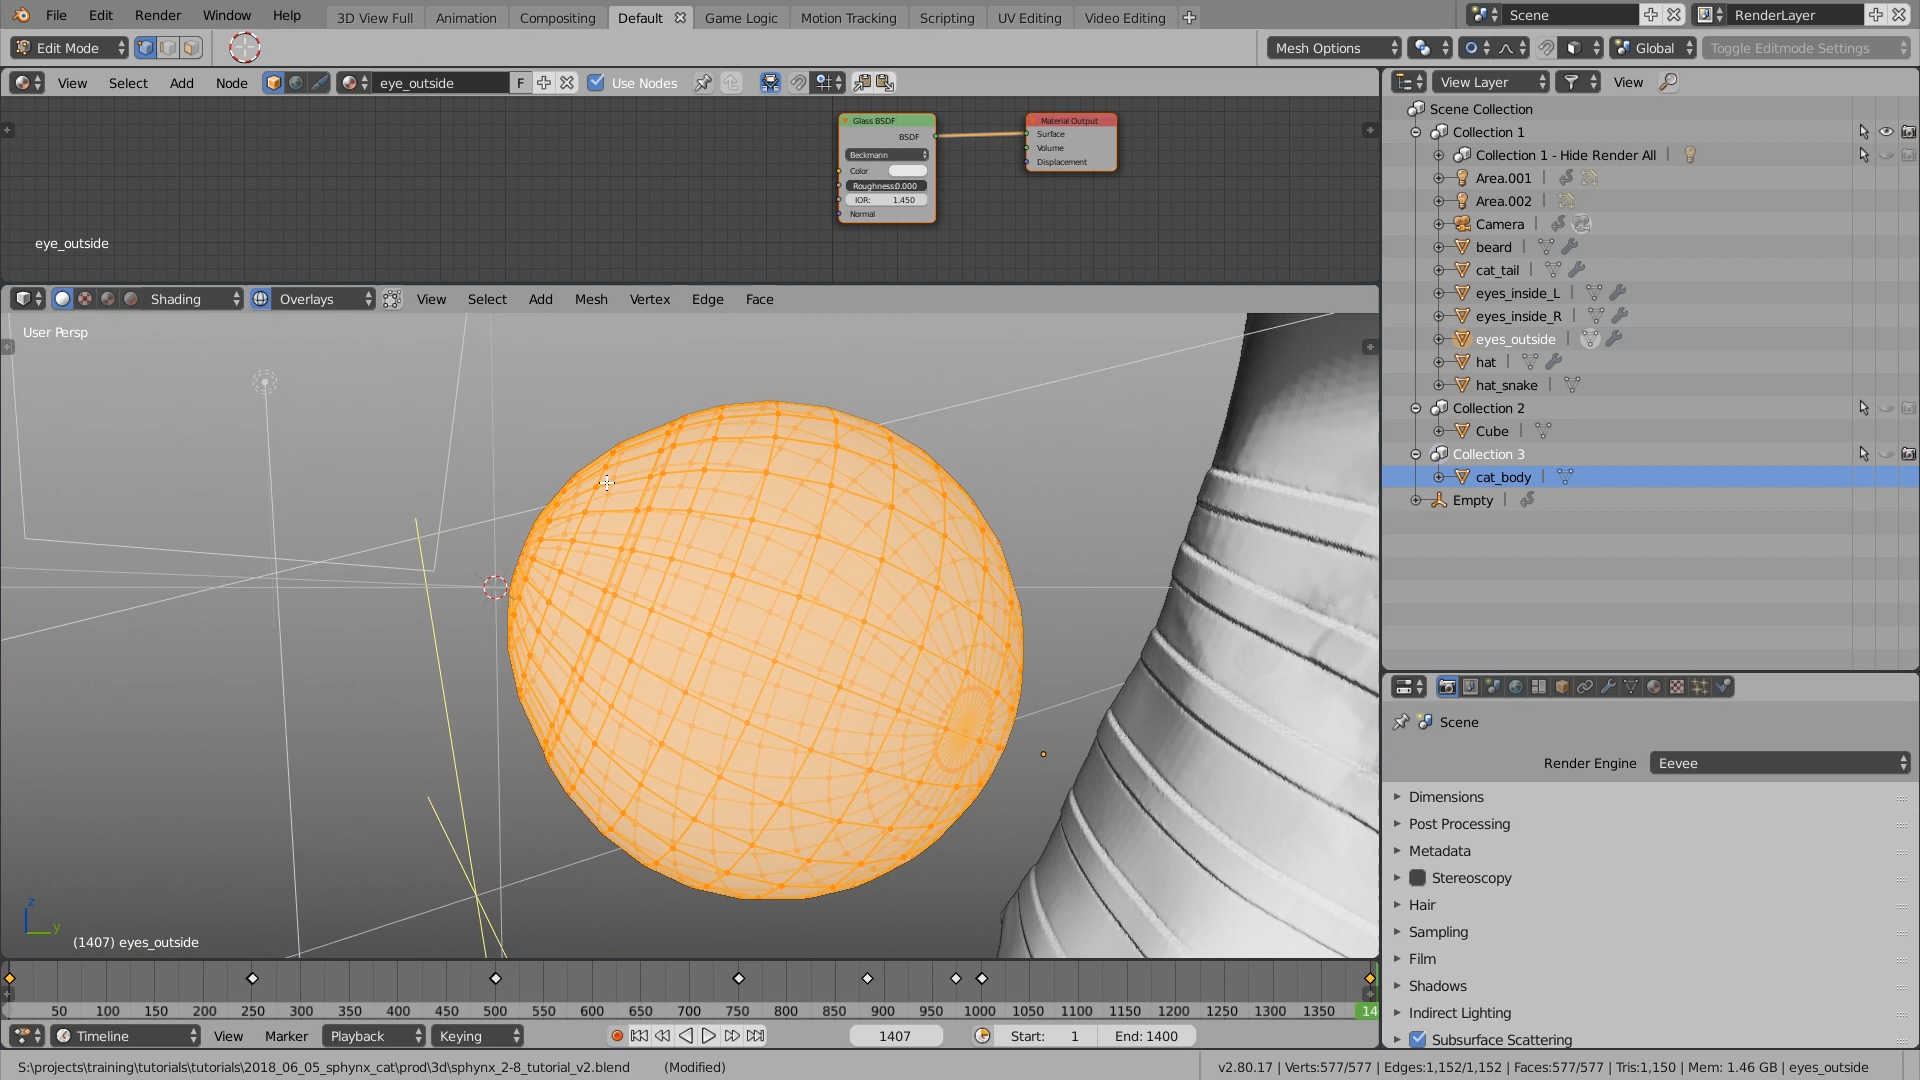 File Edit Render Window Help 3D View Full Animation Compositing Default Game Logic Motion Tracking Scripting UV Editing Video Editing Scene RenderLayer
Edit Mode Mesh Options Global Toggle Editmode Settings
View Select Add Node eye_outside F Use Nodes
Glass BSDF
BSDF
Beckmann
Color
Roughness:0.000
IOR: 1.450
Normal
Material Output
Surface
Volume
Displacement
eye_outside
Shading Overlays View Select Add Mesh Vertex Edge Face
User Persp
z
y
(1407) eyes_outside
50 100 150 200 250 300 350 400 450 500 550 600 650 700 750 800 850 900 950 1000 1050 1100 1150 1200 1250 1300 1350 14
Timeline View Marker Playback Keying 1407 Start: 1 End: 1400
View Layer View
Scene Collection
Collection 1
Collection 1 - Hide Render All
Area.001
Area.002
Camera
beard
cat_tail
eyes_inside_L
eyes_inside_R
eyes_outside
hat
hat_snake
Collection 2
Cube
Collection 3
cat_body
Empty
Scene
Render Engine Eevee
Dimensions
Post Processing
Metadata
Stereoscopy
Hair
Sampling
Film
Shadows
Indirect Lighting
Subsurface Scattering
S:\projects\training\tutorials\tutorials\2018_06_05_sphynx_cat\prod\3d\sphynx_2-8_tutorial_v2.blend (Modified)
v2.80.17 | Verts:577/577 | Edges:1,152/1,152 | Faces:577/577 | Tris:1,150 | Mem: 1.46 GB | eyes_outside